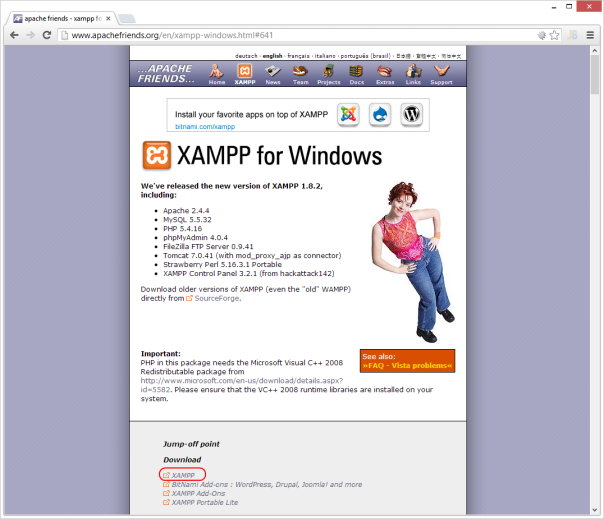 apache friends - xampp fo
www.apachefriends.org/en/xampp-windows.html#641
deutsch · english · français · italiano · português (brasil) · 日本語 · 繁體中文 · 简体中文
...APACHE
FRIENDS...
Home XAMPP News Team Projects Docs Extras Links Support
Install your favorite apps on top of XAMPP
bitnami.com/xampp
XAMPP for Windows
We've released the new version of XAMPP 1.8.2,
including:
• Apache 2.4.4
• MySQL 5.5.32
• PHP 5.4.16
• phpMyAdmin 4.0.4
• FileZilla FTP Server 0.9.41
• Tomcat 7.0.41 (with mod_proxy_ajp as connector)
• Strawberry Perl 5.16.3.1 Portable
• XAMPP Control Panel 3.2.1 (from hackattack142)
Download older versions of XAMPP (even the "old" WAMPP)
directly from SourceForge.
Important:
PHP in this package needs the Microsoft Visual C++ 2008
Redistributable package from
http://www.microsoft.com/en-us/download/details.aspx?
id=5582. Please ensure that the VC++ 2008 runtime libraries are installed on your
system.
See also:
»FAQ - Vista problems«
Jump-off point
Download
XAMPP
BitNami Add-ons : WordPress, Drupal, Joomla! and more
XAMPP Add-Ons
XAMPP Portable Lite